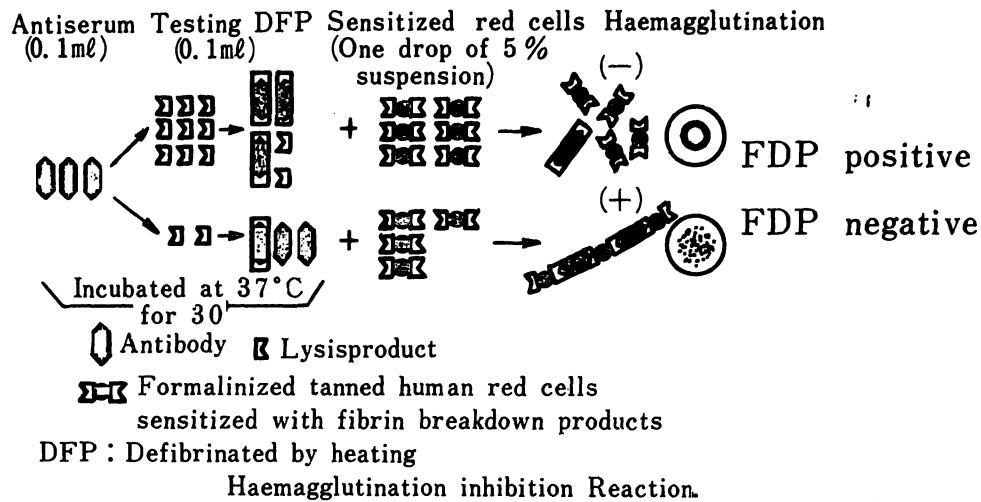 Antiserum Testing DFP Sensitized red cells Haemagglutination
(0.1mℓ) (0.1mℓ) (One drop of 5%
suspension)
(−)
+
FDP positive
(+)
FDP negative
+
Incubated at 37°C
for 30'
Antibody Lysisproduct
Formalinized tanned human red cells
sensitized with fibrin breakdown products
DFP : Defibrinated by heating
Haemagglutination inhibition Reaction.